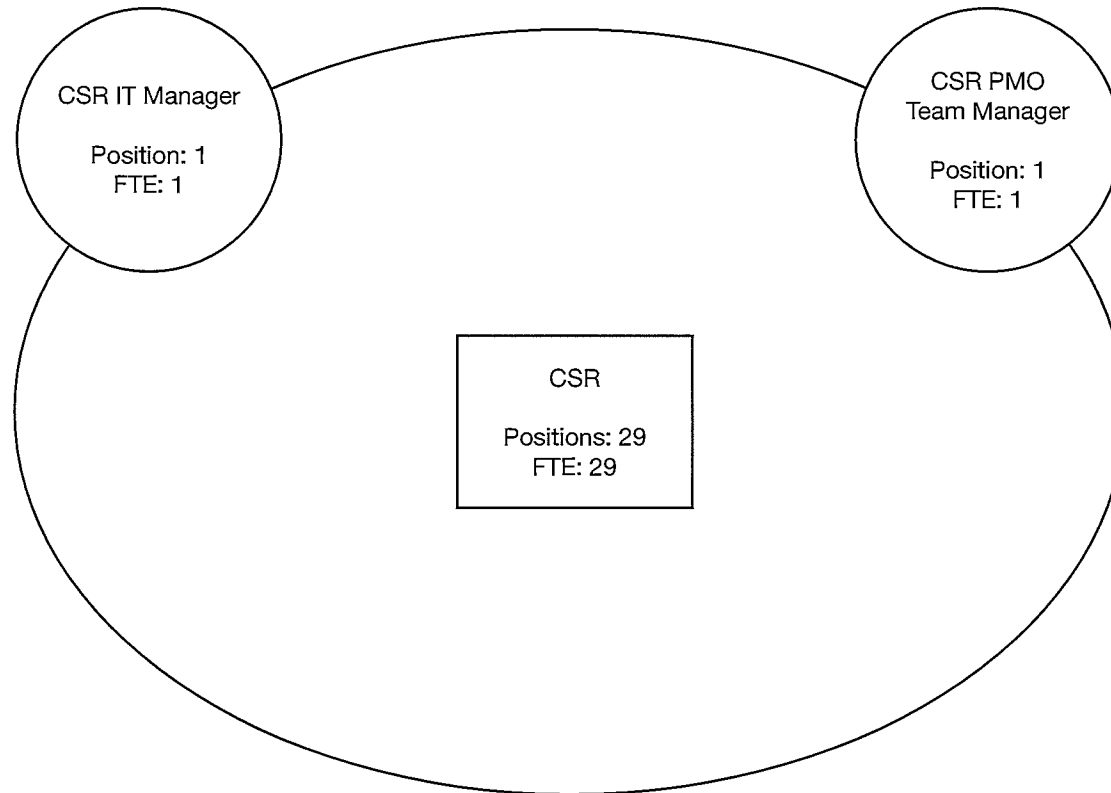 CSR IT Manager
Position: 1
FTE: 1
CSR PMO
Team Manager
Position: 1
FTE: 1
CSR
Positions: 29
FTE: 29